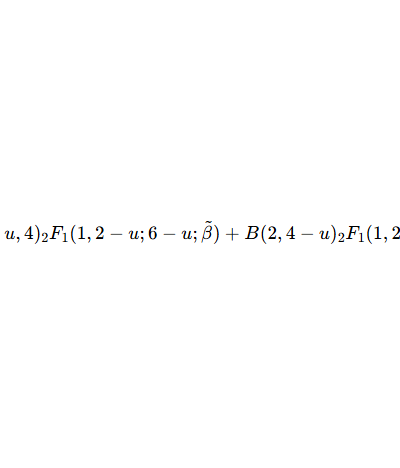 u, 4)₂F₁(1, 2 − u; 6 − u; β̃) + B(2, 4 − u)₂F₁(1, 2